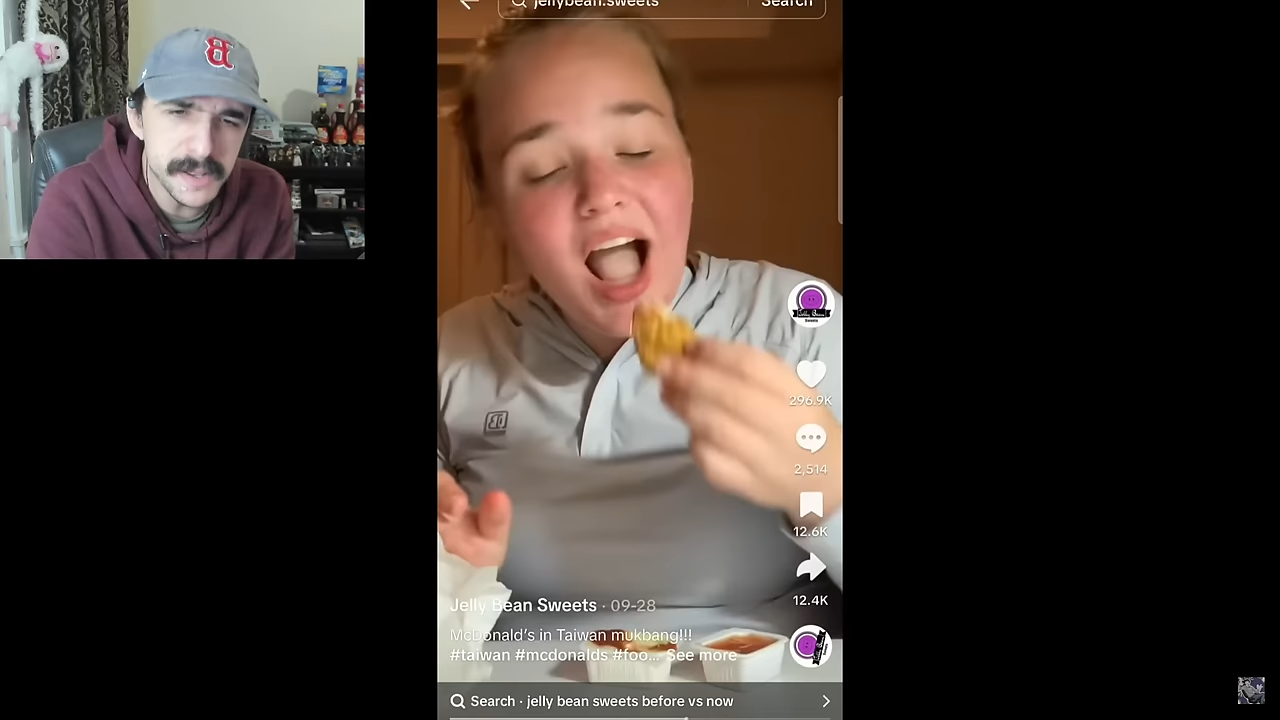 jellybean.sweets
Search
296.9K
2,514
12.6K
12.4K
Jelly Bean Sweets · 09-28
McDonald's in Taiwan mukbang!!!
#taiwan #mcdonalds #foo... See more
Search · jelly bean sweets before vs now